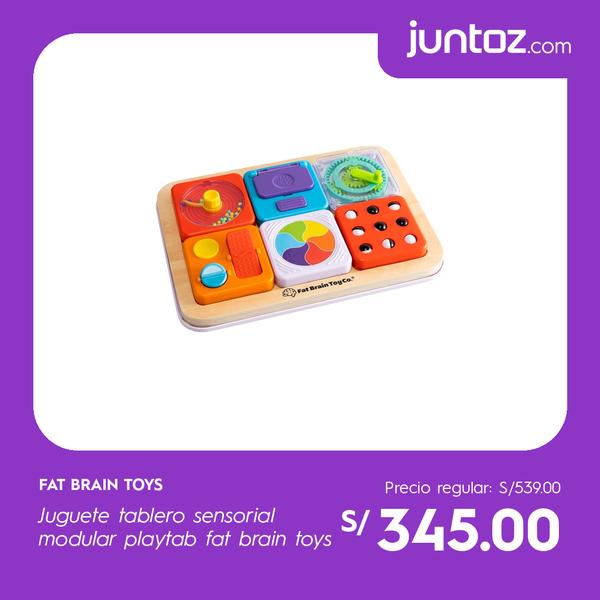 juntoz.com
Fat Brain Toy Co.
FAT BRAIN TOYS
Juguete tablero sensorial
modular playtab fat brain toys
Precio regular: S/539.00
S/ 345.00